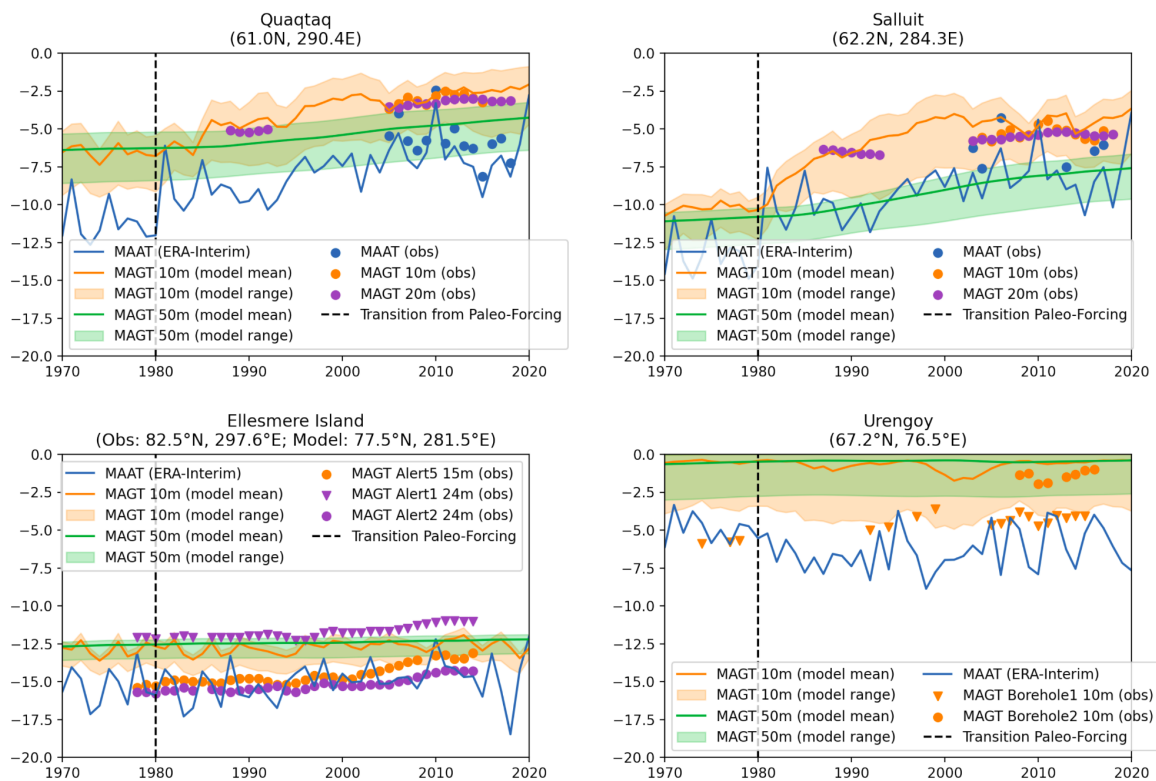 Quaqtaq
(61.0N, 290.4E)
0.0
−2.5
−5.0
−7.5
−10.0
−12.5
−15.0
−17.5
−20.0
MAAT (ERA-Interim)
MAGT 10m (model mean)
MAGT 10m (model range)
MAGT 50m (model mean)
MAGT 50m (model range)
MAAT (obs)
MAGT 10m (obs)
MAGT 20m (obs)
Transition from Paleo-Forcing
1970 1980 1990 2000 2010 2020
Salluit
(62.2N, 284.3E)
0.0
−2.5
−5.0
−7.5
−10.0
−12.5
−15.0
−17.5
−20.0
MAAT (ERA-Interim)
MAGT 10m (model mean)
MAGT 10m (model range)
MAGT 50m (model mean)
MAGT 50m (model range)
MAAT (obs)
MAGT 10m (obs)
MAGT 20m (obs)
Transition Paleo-Forcing
1970 1980 1990 2000 2010 2020
Ellesmere Island
(Obs: 82.5°N, 297.6°E; Model: 77.5°N, 281.5°E)
0.0
−2.5
−5.0
−7.5
−10.0
−12.5
−15.0
−17.5
−20.0
MAAT (ERA-Interim)
MAGT 10m (model mean)
MAGT 10m (model range)
MAGT 50m (model mean)
MAGT 50m (model range)
MAGT Alert5 15m (obs)
MAGT Alert1 24m (obs)
MAGT Alert2 24m (obs)
Transition Paleo-Forcing
1970 1980 1990 2000 2010 2020
Urengoy
(67.2°N, 76.5°E)
0.0
−2.5
−5.0
−7.5
−10.0
−12.5
−15.0
−17.5
−20.0
MAGT 10m (model mean)
MAGT 10m (model range)
MAGT 50m (model mean)
MAGT 50m (model range)
MAAT (ERA-Interim)
MAGT Borehole1 10m (obs)
MAGT Borehole2 10m (obs)
Transition Paleo-Forcing
1970 1980 1990 2000 2010 2020